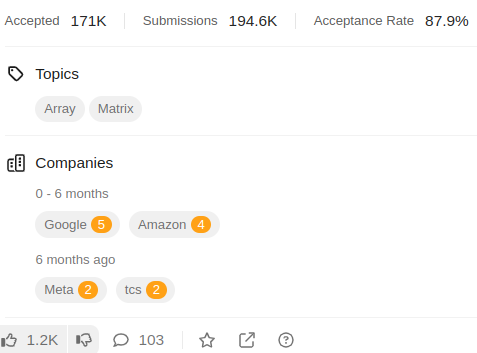 Accepted 171K Submissions 194.6K Acceptance Rate 87.9%
Topics
Array Matrix
Companies
0 - 6 months
Google 5 Amazon 4
6 months ago
Meta 2 tcs 2
1.2K 103